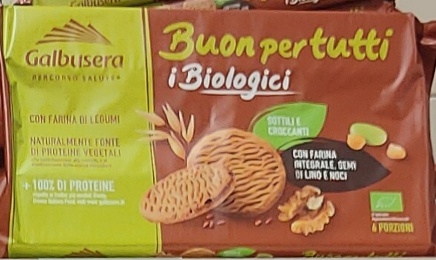 Galbusera
PERCORSO SALUTE
CON FARINA DI LEGUMI
NATURALMENTE FONTE
DI PROTEINE VEGETALI
+ 100% DI PROTEINE
Buon per tutti
i Biologici
SOTTILI E
CROCCANTI
CON FARINA
INTEGRALE, SEMI
DI LINO E NOCI
6 PORZIONI